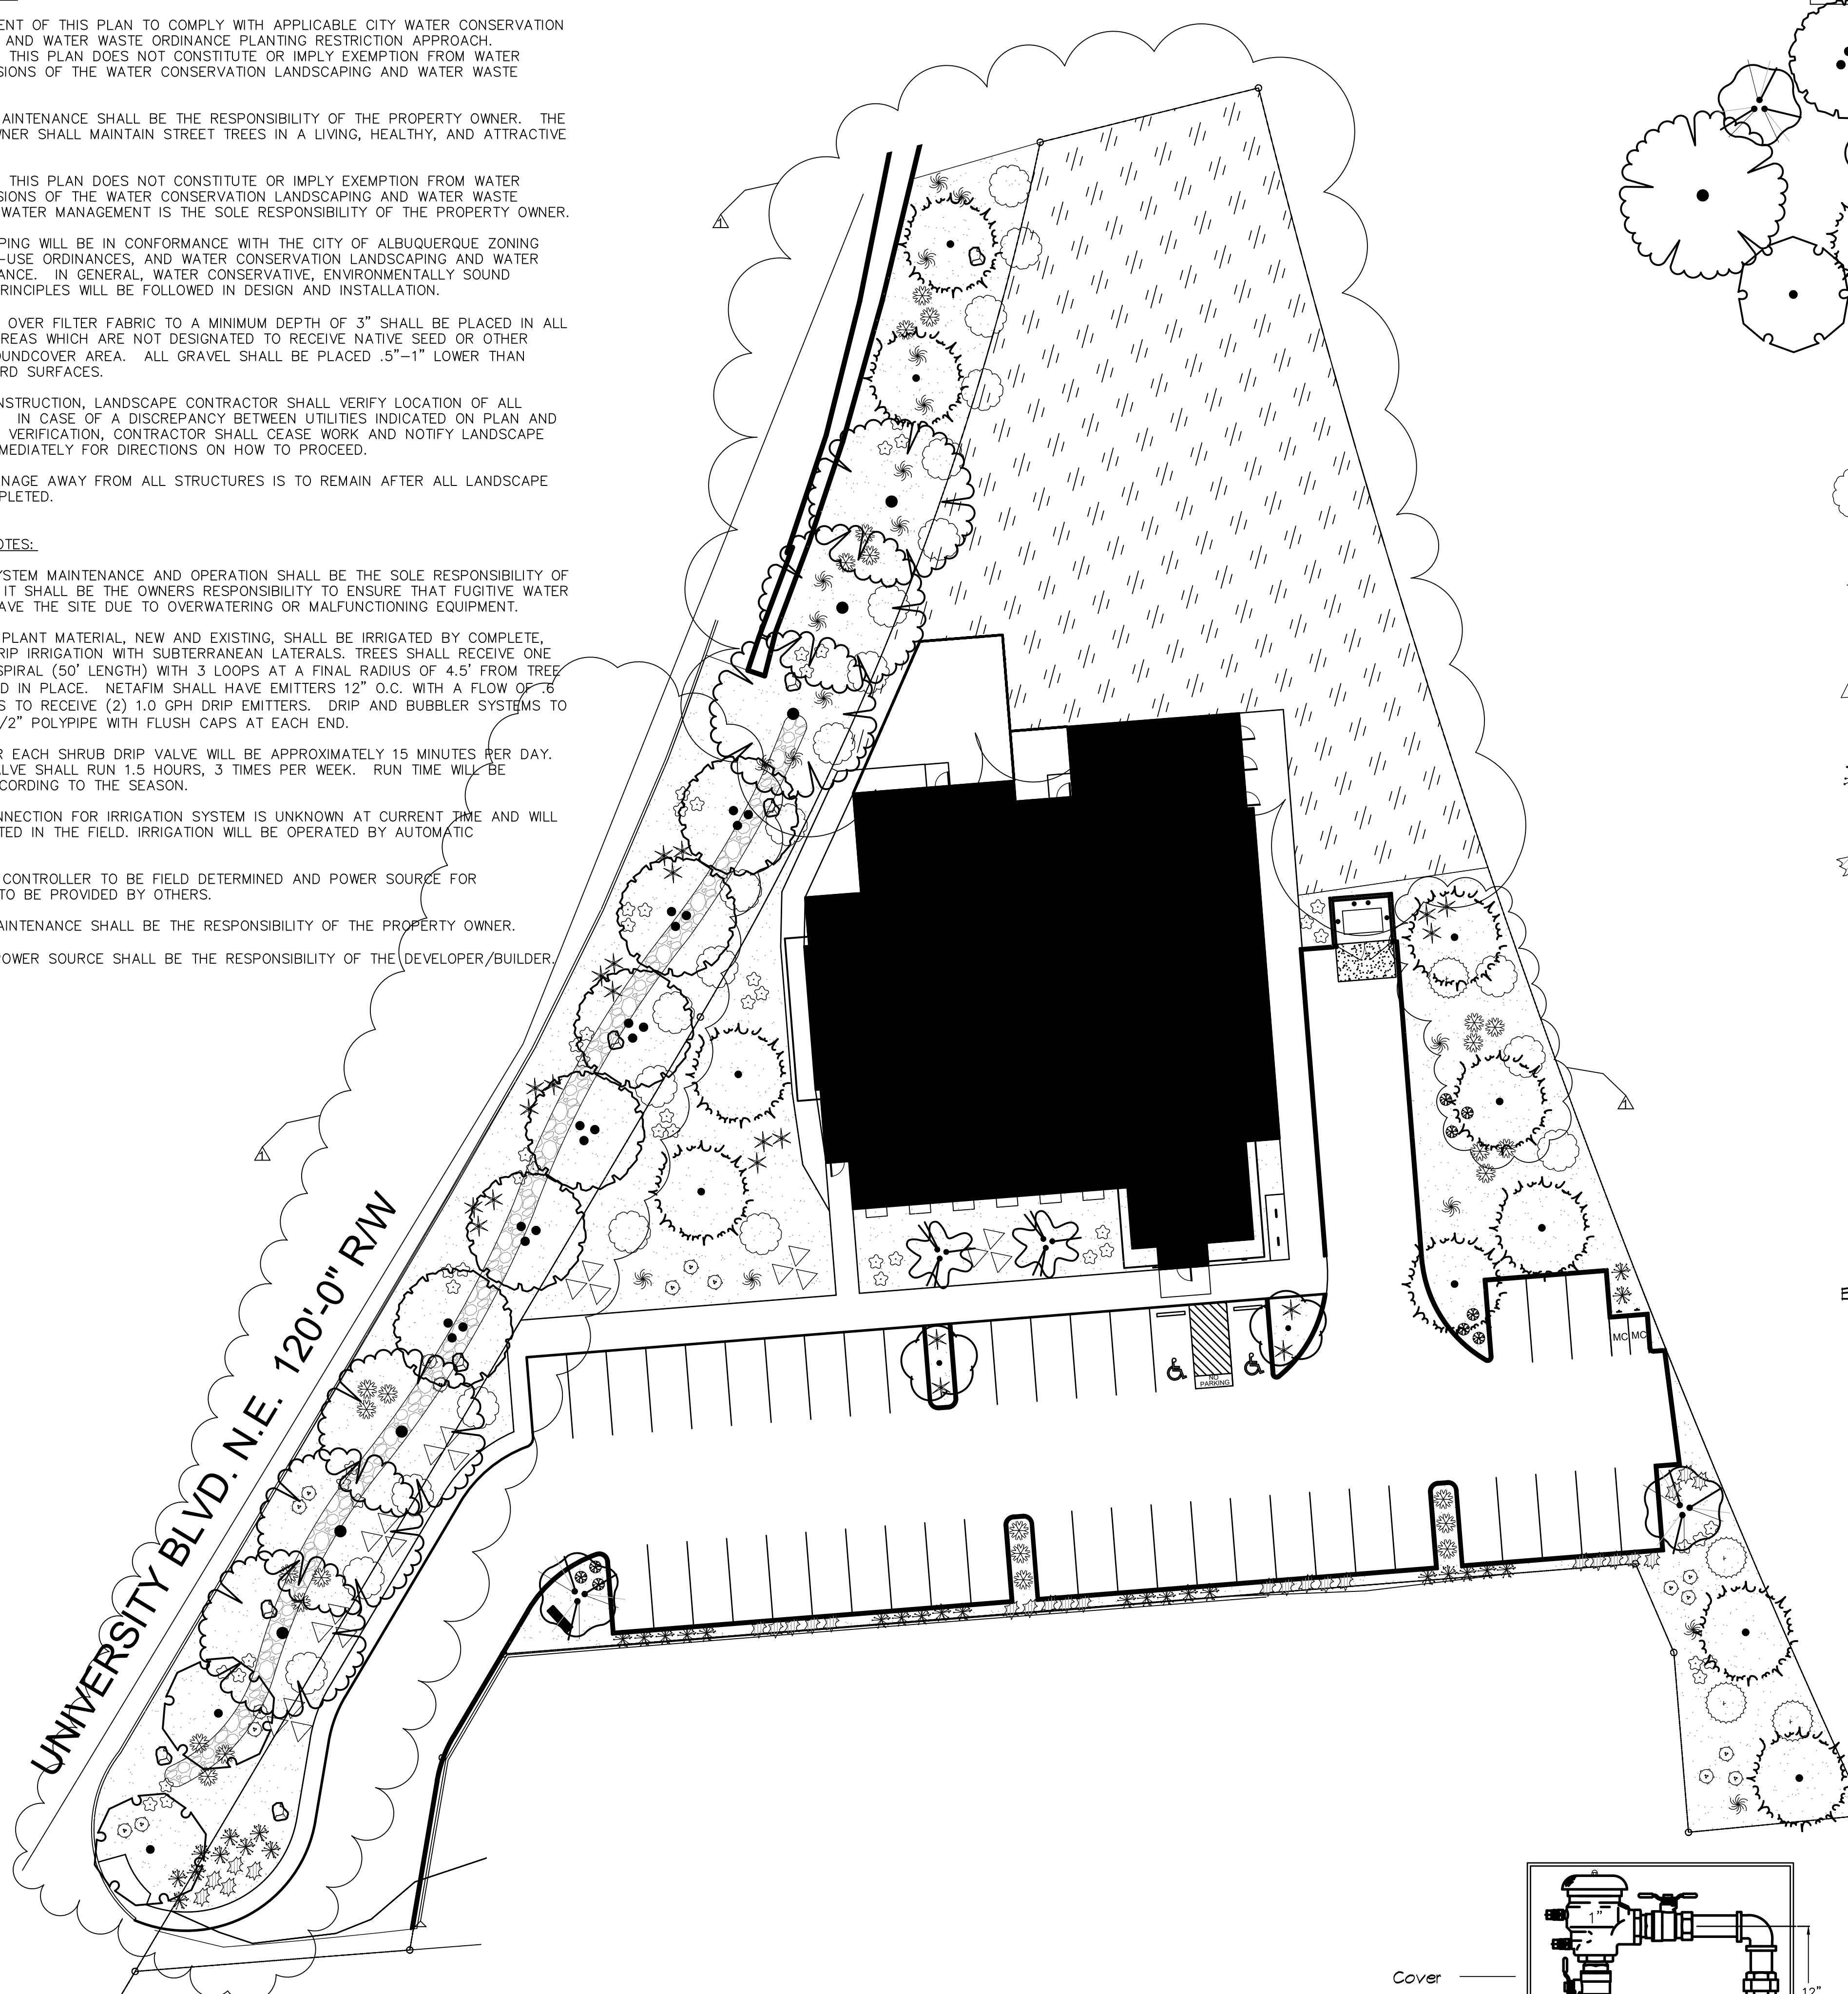 ENT OF THIS PLAN TO COMPLY WITH APPLICABLE CITY WATER CONSERVATION
AND WATER WASTE ORDINANCE PLANTING RESTRICTION APPROACH.
THIS PLAN DOES NOT CONSTITUTE OR IMPLY EXEMPTION FROM WATER
SIONS OF THE WATER CONSERVATION LANDSCAPING AND WATER WASTE
AINTENANCE SHALL BE THE RESPONSIBILITY OF THE PROPERTY OWNER. THE
WNER SHALL MAINTAIN STREET TREES IN A LIVING, HEALTHY, AND ATTRACTIVE
THIS PLAN DOES NOT CONSTITUTE OR IMPLY EXEMPTION FROM WATER
SIONS OF THE WATER CONSERVATION LANDSCAPING AND WATER WASTE
WATER MANAGEMENT IS THE SOLE RESPONSIBILITY OF THE PROPERTY OWNER.
PING WILL BE IN CONFORMANCE WITH THE CITY OF ALBUQUERQUE ZONING
-USE ORDINANCES, AND WATER CONSERVATION LANDSCAPING AND WATER
ANCE. IN GENERAL, WATER CONSERVATIVE, ENVIRONMENTALLY SOUND
RINCIPLES WILL BE FOLLOWED IN DESIGN AND INSTALLATION.
OVER FILTER FABRIC TO A MINIMUM DEPTH OF 3" SHALL BE PLACED IN ALL
REAS WHICH ARE NOT DESIGNATED TO RECEIVE NATIVE SEED OR OTHER
OUNDCOVER AREA. ALL GRAVEL SHALL BE PLACED .5"-1" LOWER THAN
RD SURFACES.
NSTRUCTION, LANDSCAPE CONTRACTOR SHALL VERIFY LOCATION OF ALL
IN CASE OF A DISCREPANCY BETWEEN UTILITIES INDICATED ON PLAN AND
VERIFICATION, CONTRACTOR SHALL CEASE WORK AND NOTIFY LANDSCAPE
MEDIATELY FOR DIRECTIONS ON HOW TO PROCEED.
NAGE AWAY FROM ALL STRUCTURES IS TO REMAIN AFTER ALL LANDSCAPE
PLETED.
OTES:
YSTEM MAINTENANCE AND OPERATION SHALL BE THE SOLE RESPONSIBILITY OF
IT SHALL BE THE OWNERS RESPONSIBILITY TO ENSURE THAT FUGITIVE WATER
AVE THE SITE DUE TO OVERWATERING OR MALFUNCTIONING EQUIPMENT.
PLANT MATERIAL, NEW AND EXISTING, SHALL BE IRRIGATED BY COMPLETE,
RIP IRRIGATION WITH SUBTERRANEAN LATERALS. TREES SHALL RECEIVE ONE
SPIRAL (50' LENGTH) WITH 3 LOOPS AT A FINAL RADIUS OF 4.5' FROM TREE
D IN PLACE. NETAFIM SHALL HAVE EMITTERS 12" O.C. WITH A FLOW OF .6
S TO RECEIVE (2) 1.0 GPH DRIP EMITTERS. DRIP AND BUBBLER SYSTEMS TO
/2" POLYPIPE WITH FLUSH CAPS AT EACH END.
R EACH SHRUB DRIP VALVE WILL BE APPROXIMATELY 15 MINUTES PER DAY.
ALVE SHALL RUN 1.5 HOURS, 3 TIMES PER WEEK. RUN TIME WILL BE
CORDING TO THE SEASON.
NNECTION FOR IRRIGATION SYSTEM IS UNKNOWN AT CURRENT TIME AND WILL
TED IN THE FIELD. IRRIGATION WILL BE OPERATED BY AUTOMATIC
CONTROLLER TO BE FIELD DETERMINED AND POWER SOURCE FOR
TO BE PROVIDED BY OTHERS.
AINTENANCE SHALL BE THE RESPONSIBILITY OF THE PROPERTY OWNER.
POWER SOURCE SHALL BE THE RESPONSIBILITY OF THE DEVELOPER/BUILDER.
1
1
1
UNIVERSITY BLVD. N.E. 120'-0" R/W
MC MC
NO
PARKING
1"
Cover
12"